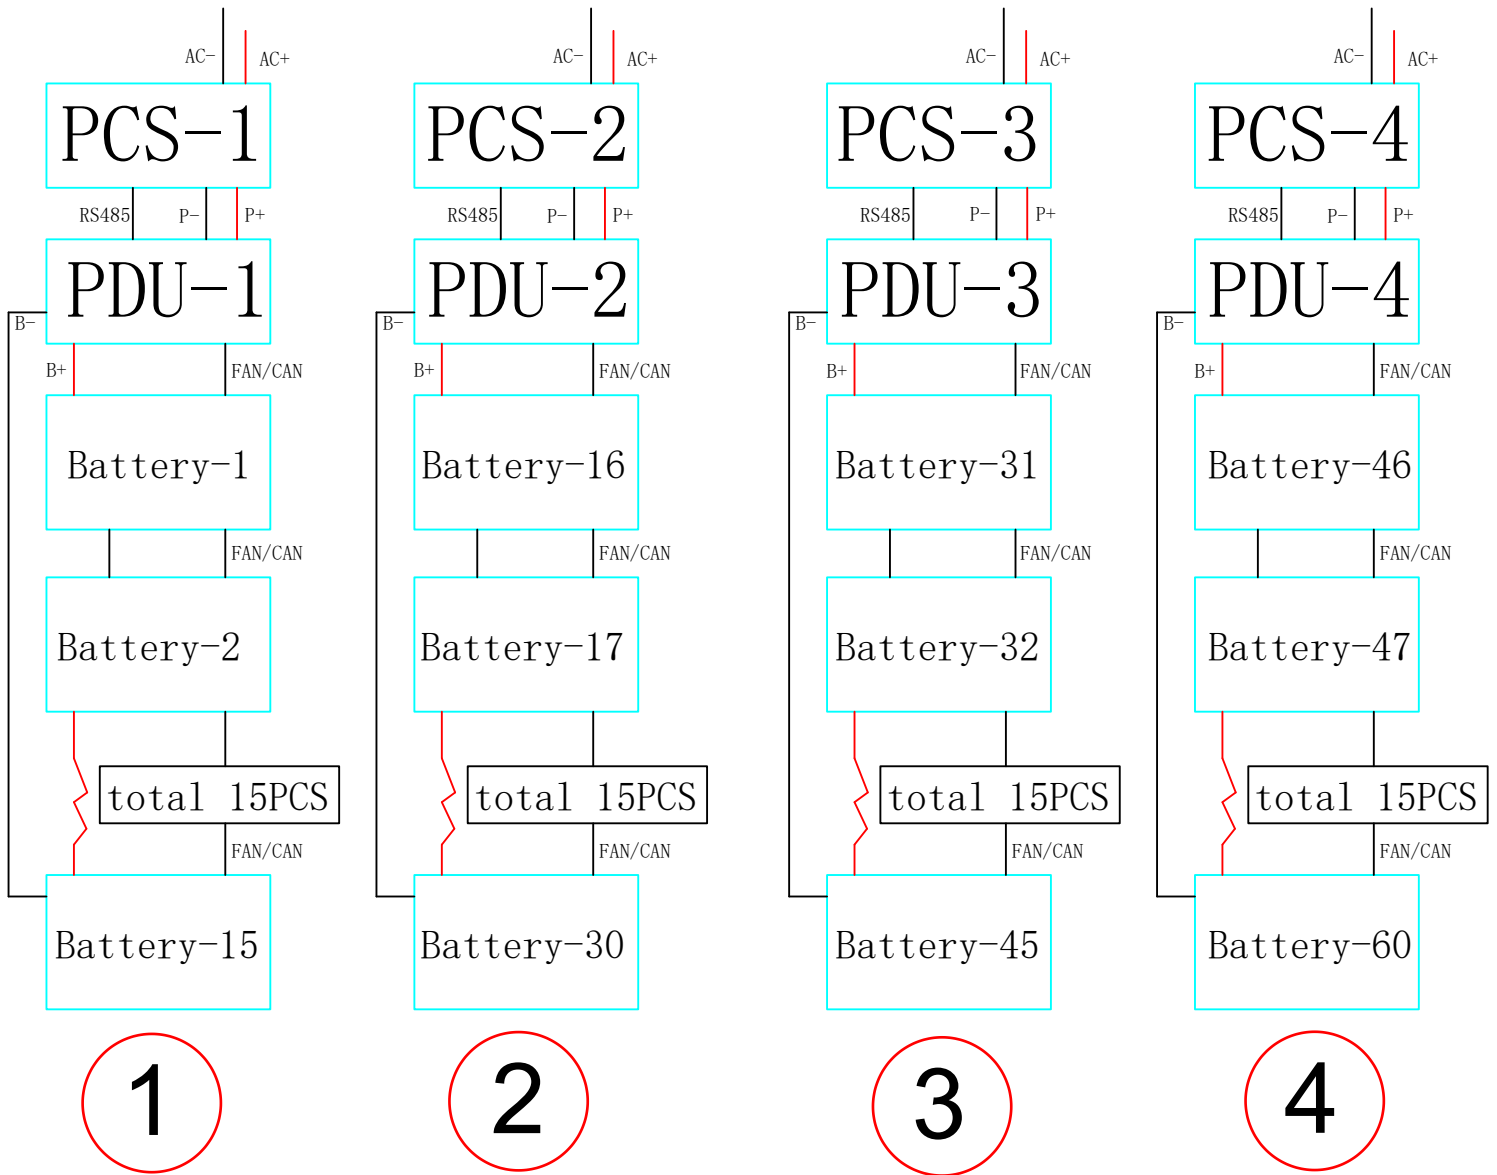 AC-
AC+
PCS-1
RS485
P-
P+
PDU-1
B-
B+
FAN/CAN
Battery-1
FAN/CAN
Battery-2
total 15PCS
FAN/CAN
Battery-15
1
AC-
AC+
PCS-2
RS485
P-
P+
PDU-2
B-
B+
FAN/CAN
Battery-16
FAN/CAN
Battery-17
total 15PCS
FAN/CAN
Battery-30
2
AC-
AC+
PCS-3
RS485
P-
P+
PDU-3
B-
B+
FAN/CAN
Battery-31
FAN/CAN
Battery-32
total 15PCS
FAN/CAN
Battery-45
3
AC-
AC+
PCS-4
RS485
P-
P+
PDU-4
B-
B+
FAN/CAN
Battery-46
FAN/CAN
Battery-47
total 15PCS
FAN/CAN
Battery-60
4